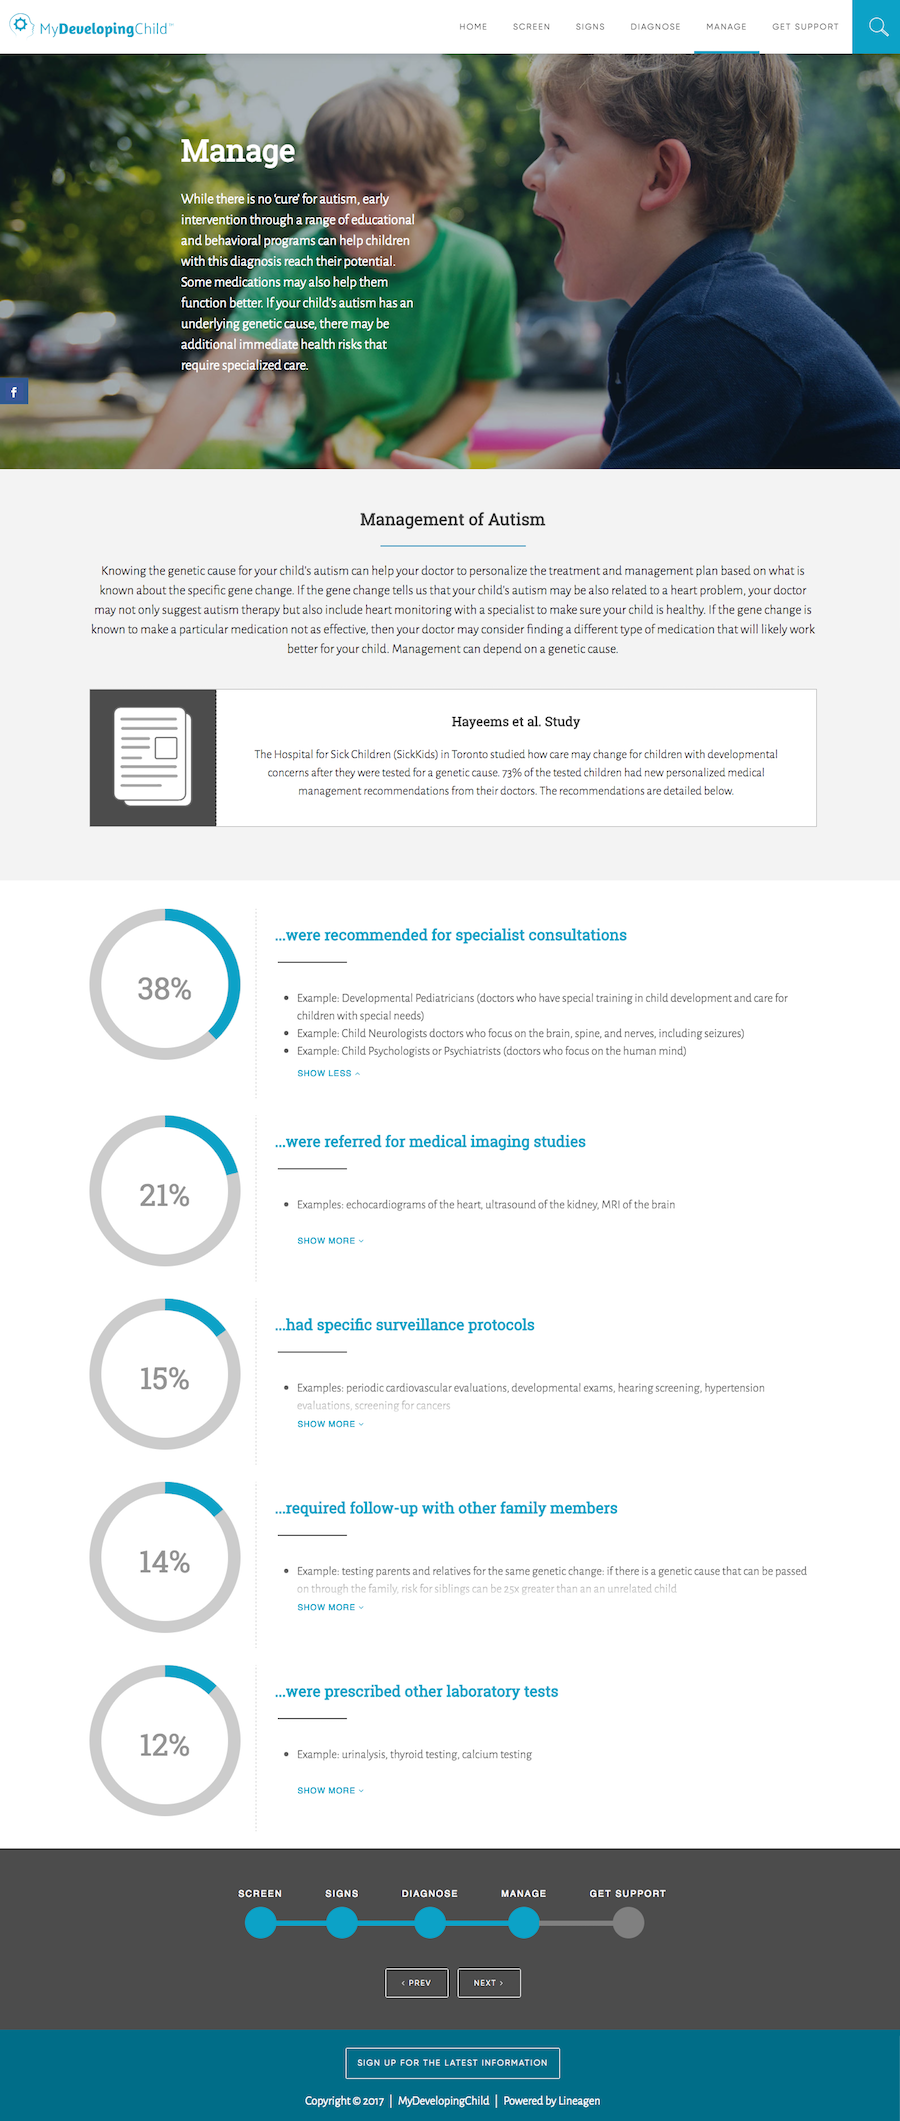 MyDevelopingChild™
HOME SCREEN SIGNS DIAGNOSE MANAGE GET SUPPORT
Manage
While there is no 'cure' for autism, early
intervention through a range of educational
and behavioral programs can help children
with this diagnosis reach their potential.
Some medications may also help them
function better. If your child's autism has an
underlying genetic cause, there may be
additional immediate health risks that
require specialized care.
f
Management of Autism
Knowing the genetic cause for your child's autism can help your doctor to personalize the treatment and management plan based on what is
known about the specific gene change. If the gene change tells us that your child's autism may be also related to a heart problem, your doctor
may not only suggest autism therapy but also include heart monitoring with a specialist to make sure your child is healthy. If the gene change is
known to make a particular medication not as effective, then your doctor may consider finding a different type of medication that will likely work
better for your child. Management can depend on a genetic cause.
Hayeems et al. Study
The Hospital for Sick Children (SickKids) in Toronto studied how care may change for children with developmental
concerns after they were tested for a genetic cause. 73% of the tested children had new personalized medical
management recommendations from their doctors. The recommendations are detailed below.
38%
...were recommended for specialist consultations
Example: Developmental Pediatricians (doctors who have special training in child development and care for
children with special needs)
Example: Child Neurologists doctors who focus on the brain, spine, and nerves, including seizures)
Example: Child Psychologists or Psychiatrists (doctors who focus on the human mind)
SHOW LESS
21%
...were referred for medical imaging studies
Examples: echocardiograms of the heart, ultrasound of the kidney, MRI of the brain
SHOW MORE
15%
...had specific surveillance protocols
Examples: periodic cardiovascular evaluations, developmental exams, hearing screening, hypertension
evaluations, screening for cancers
SHOW MORE
14%
...required follow-up with other family members
Example: testing parents and relatives for the same genetic change: if there is a genetic cause that can be passed
on through the family, risk for siblings can be 25x greater than an an unrelated child
SHOW MORE
12%
...were prescribed other laboratory tests
Example: urinalysis, thyroid testing, calcium testing
SHOW MORE
SCREEN SIGNS DIAGNOSE MANAGE GET SUPPORT
‹ PREV NEXT ›
SIGN UP FOR THE LATEST INFORMATION
Copyright © 2017 | MyDevelopingChild | Powered by Lineagen